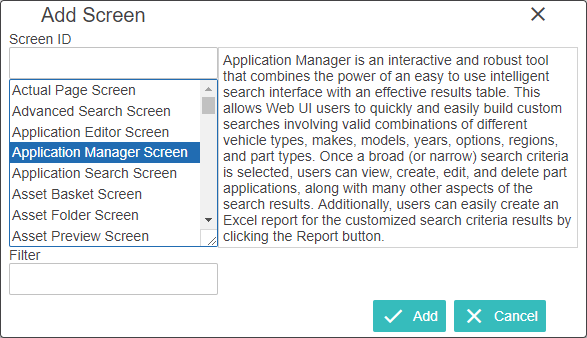 Add Screen
Screen ID
Actual Page Screen
Advanced Search Screen
Application Editor Screen
Application Manager Screen
Application Search Screen
Asset Basket Screen
Asset Folder Screen
Asset Preview Screen
Application Manager is an interactive and robust tool
that combines the power of an easy to use intelligent
search interface with an effective results table. This
allows Web UI users to quickly and easily build custom
searches involving valid combinations of different
vehicle types, makes, models, years, options, regions,
and part types. Once a broad (or narrow) search criteria
is selected, users can view, create, edit, and delete part
applications, along with many other aspects of the
search results. Additionally, users can easily create an
Excel report for the customized search criteria results by
clicking the Report button.
Filter
Add
Cancel